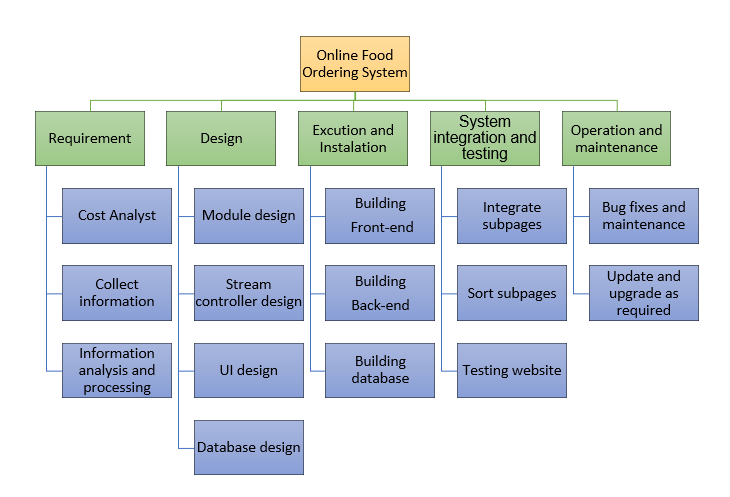 Online Food
Ordering System
Requirement
Design
Excution and
Instalation
System
integration and
testing
Operation and
maintenance
Cost Analyst
Collect
information
Information
analysis and
processing
Module design
Stream
controller design
UI design
Database design
Building
Front-end
Building
Back-end
Building
database
Integrate
subpages
Sort subpages
Testing website
Bug fixes and
maintenance
Update and
upgrade as
required